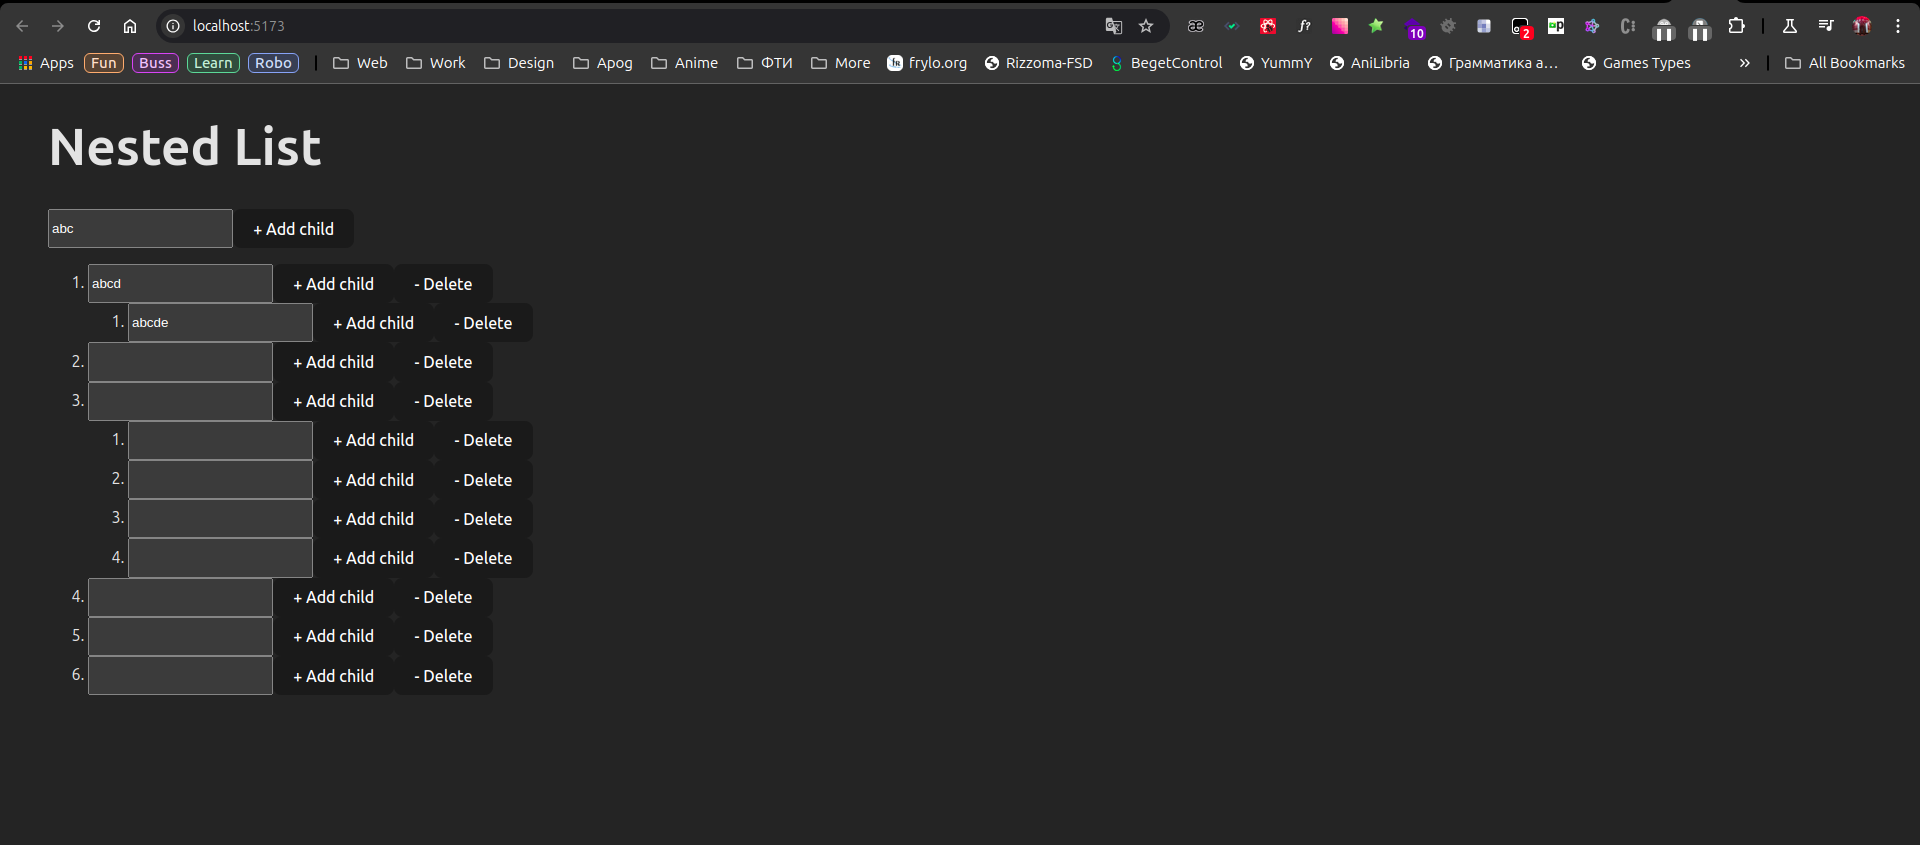 localhost:5173
10
2
Apps Fun Buss Learn Robo Web Work Design Apog Anime ФТИ More frylo.org Rizzoma-FSD BegetControl YummY AniLibria Грамматика а... Games Types » All Bookmarks
Nested List
abc + Add child
1. abcd + Add child - Delete
1. abcde + Add child - Delete
2. + Add child - Delete
3. + Add child - Delete
1. + Add child - Delete
2. + Add child - Delete
3. + Add child - Delete
4. + Add child - Delete
4. + Add child - Delete
5. + Add child - Delete
6. + Add child - Delete